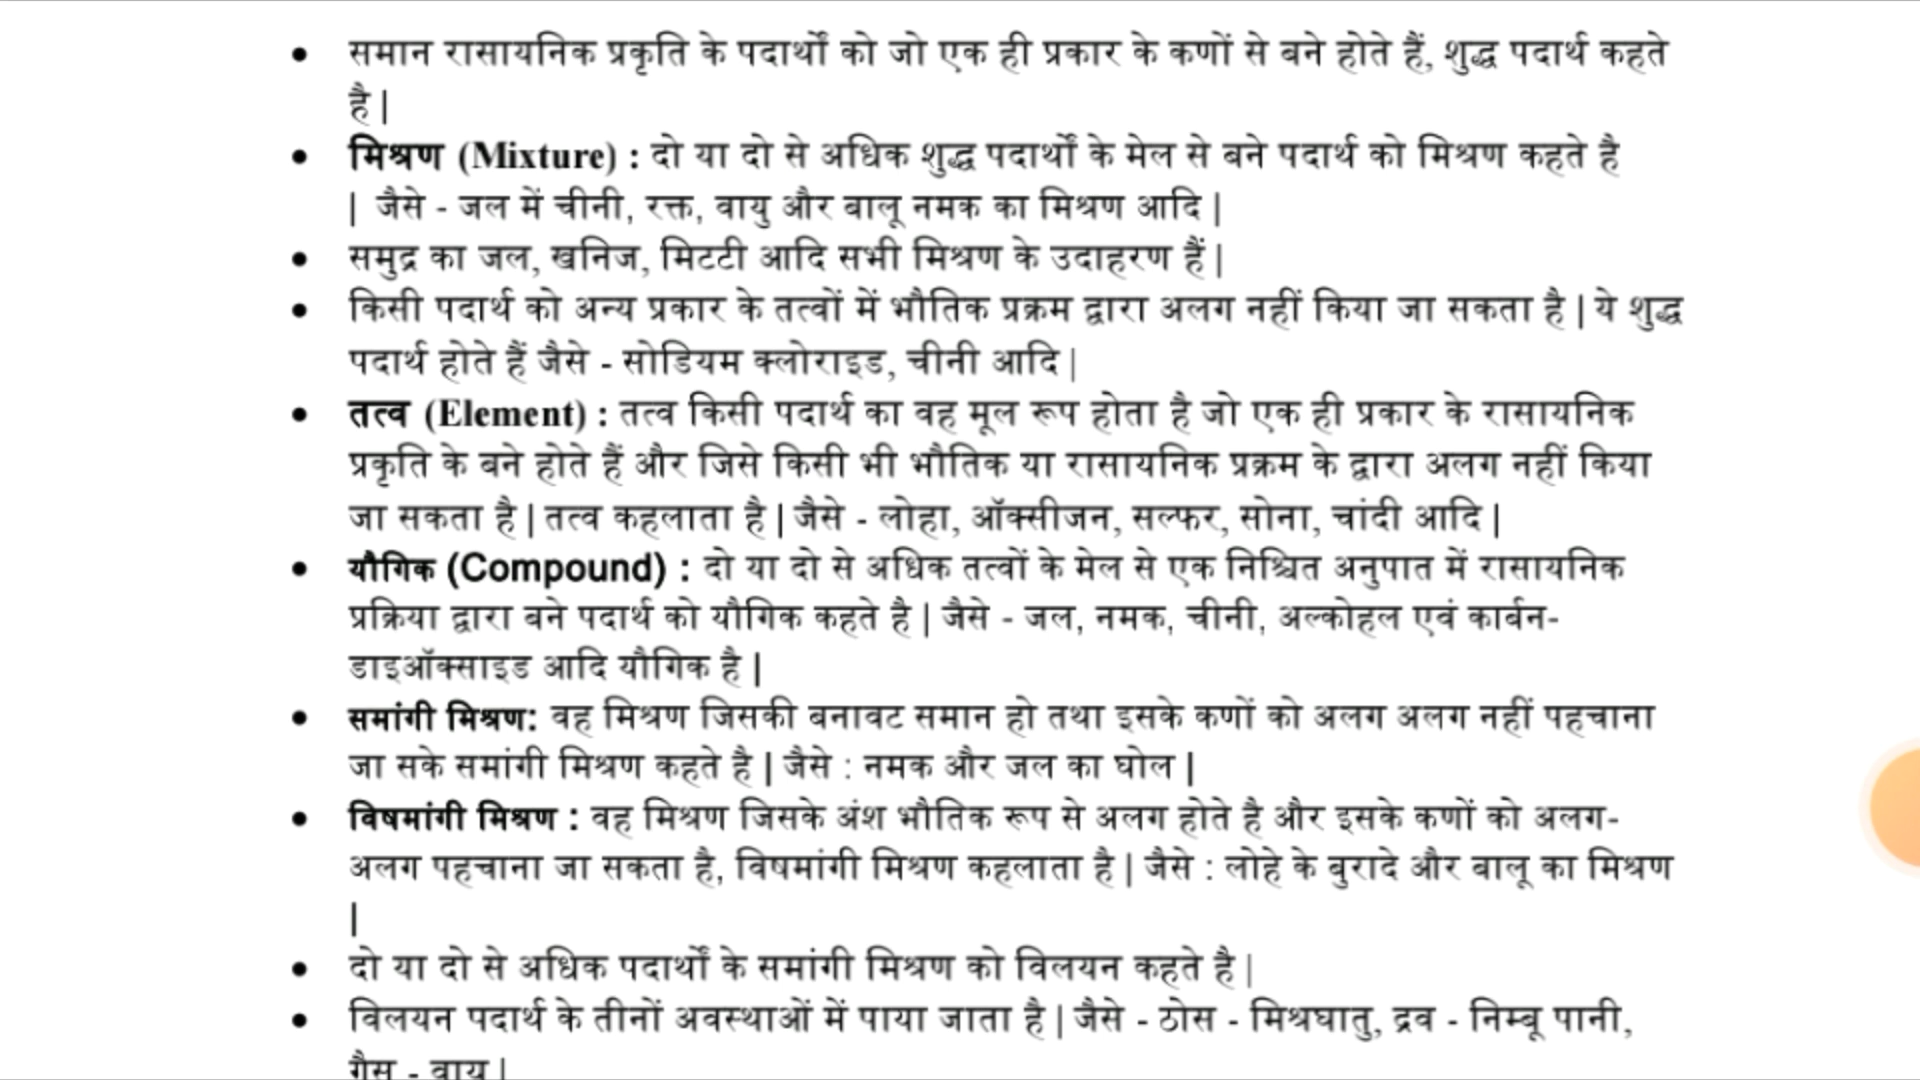 • समान रासायनिक प्रकृति के पदार्थों को जो एक ही प्रकार के कणों से बने होते हैं, शुद्ध पदार्थ कहते
है |
• मिश्रण (Mixture) : दो या दो से अधिक शुद्ध पदार्थों के मेल से बने पदार्थ को मिश्रण कहते है
| जैसे - जल में चीनी, रक्त, वायु और बालू नमक का मिश्रण आदि |
• समुद्र का जल, खनिज, मिटटी आदि सभी मिश्रण के उदाहरण हैं |
• किसी पदार्थ को अन्य प्रकार के तत्वों में भौतिक प्रक्रम द्वारा अलग नहीं किया जा सकता है | ये शुद्ध
पदार्थ होते हैं जैसे - सोडियम क्लोराइड, चीनी आदि |
• तत्व (Element) : तत्व किसी पदार्थ का वह मूल रूप होता है जो एक ही प्रकार के रासायनिक
प्रकृति के बने होते हैं और जिसे किसी भी भौतिक या रासायनिक प्रक्रम के द्वारा अलग नहीं किया
जा सकता है | तत्व कहलाता है | जैसे - लोहा, ऑक्सीजन, सल्फर, सोना, चांदी आदि |
• यौगिक (Compound) : दो या दो से अधिक तत्वों के मेल से एक निश्चित अनुपात में रासायनिक
प्रक्रिया द्वारा बने पदार्थ को यौगिक कहते है | जैसे - जल, नमक, चीनी, अल्कोहल एवं कार्बन-
डाइऑक्साइड आदि यौगिक है |
• समांगी मिश्रण: वह मिश्रण जिसकी बनावट समान हो तथा इसके कणों को अलग अलग नहीं पहचाना
जा सके समांगी मिश्रण कहते है | जैसे : नमक और जल का घोल |
• विषमांगी मिश्रण : वह मिश्रण जिसके अंश भौतिक रूप से अलग होते है और इसके कणों को अलग-
अलग पहचाना जा सकता है, विषमांगी मिश्रण कहलाता है | जैसे : लोहे के बुरादे और बालू का मिश्रण
|
• दो या दो से अधिक पदार्थों के समांगी मिश्रण को विलयन कहते है |
• विलयन पदार्थ के तीनों अवस्थाओं में पाया जाता है | जैसे - ठोस - मिश्रधातु, द्रव - निम्बू पानी,
गैस - वायु |